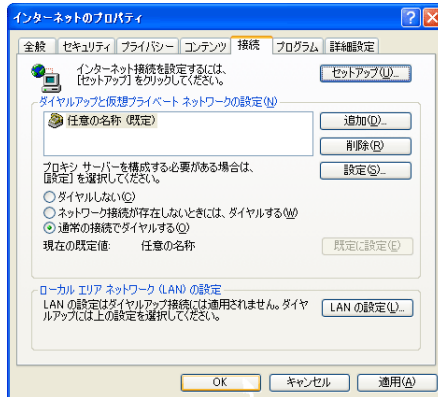 インターネットのプロパティ
全般 セキュリティ プライバシー コンテンツ 接続 プログラム 詳細設定
インターネット接続を設定するには、
[セットアップ] をクリックしてください。
セットアップ(U)...
ダイヤルアップと仮想プライベート ネットワークの設定(N)
任意の名称 (既定)
追加(D)...
削除(R)
プロキシ サーバーを構成する必要がある場合は、
[設定] を選択してください。
設定(S)...
ダイヤルしない(C)
ネットワーク接続が存在しないときには、ダイヤルする(W)
通常の接続でダイヤルする(O)
現在の既定値: 任意の名称
既定に設定(E)
ローカル エリア ネットワーク (LAN) の設定
LAN の設定はダイヤルアップ接続には適用されません。ダイヤ
ルアップには上の設定を選択してください。
LAN の設定(L)...
OK キャンセル 適用(A)